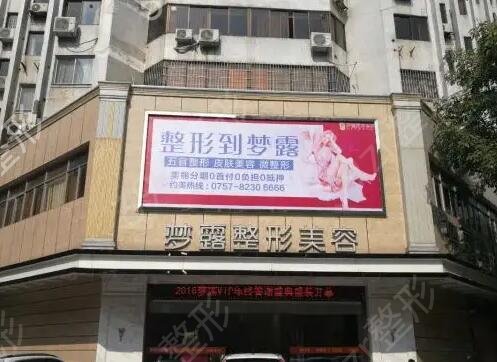 整形到梦露
五官整形 皮肤美容 微整形
美丽分期0首付0负担0抵押
约美热线：0757-8230 6666
梦露整形美容